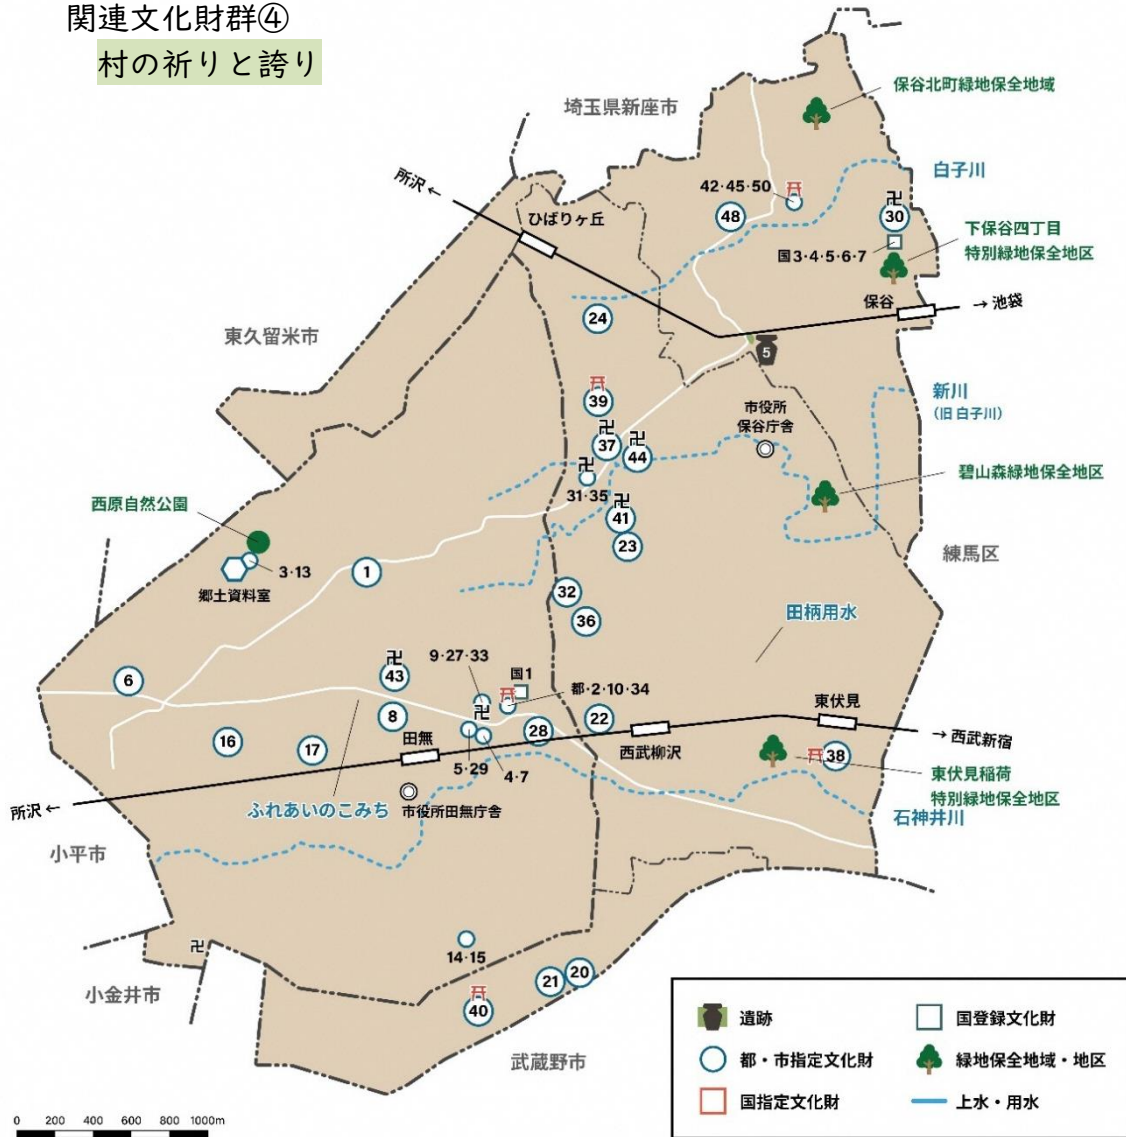 関連文化財群④
村の祈りと誇り
埼玉県新座市
保谷北町緑地保全地域
所沢←
白子川
42・45・50
ひばりヶ丘
48
30
下保谷四丁目
特別緑地保全地区
国3・4・5・6・7
保谷
→池袋
24
東久留米市
5
39
市役所
保谷庁舎
新川
(旧 白子川)
37
44
31・35
碧山森緑地保全地区
西原自然公園
41
23
練馬区
3・13
郷土資料室
1
32
36
田柄用水
6
43
9・27・33
国1
都・2・10・34
8
22
東伏見
16
17
田無
28
西武柳沢
→西武新宿
5・29
4・7
38
東伏見稲荷
特別緑地保全地区
所沢←
ふれあいのこみち
市役所田無庁舎
石神井川
小平市
14・15
小金井市
21
20
40
武蔵野市
遺跡
国登録文化財
都・市指定文化財
緑地保全地域・地区
国指定文化財
上水・用水
0 200 400 600 800 1000m